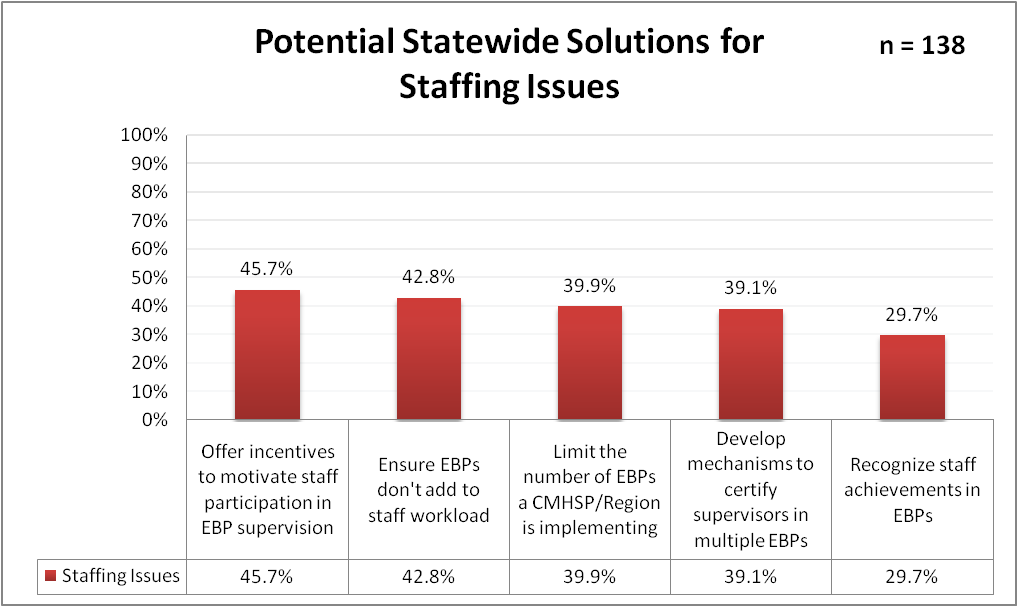 Potential Statewide Solutions for
Staffing Issues
n = 138
100%
90%
80%
70%
60%
50%
40%
30%
20%
10%
0%
45.7%
42.8%
39.9%
39.1%
29.7%
Offer incentives
to motivate staff
participation in
EBP supervision
Ensure EBPs
don't add to
staff workload
Limit the
number of EBPs
a CMHSP/Region
is implementing
Develop
mechanisms to
certify
supervisors in
multiple EBPs
Recognize staff
achievements in
EBPs
Staffing Issues
45.7%
42.8%
39.9%
39.1%
29.7%